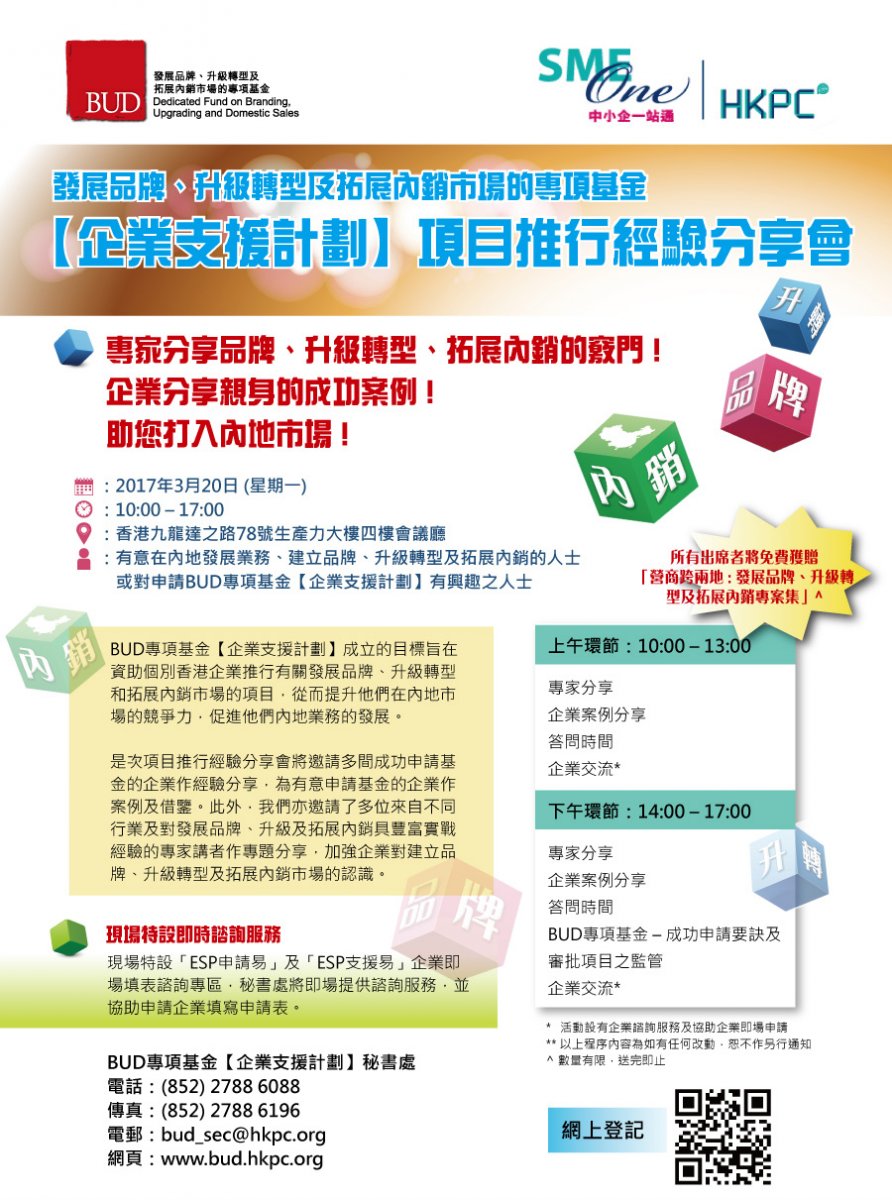 BUD
發展品牌、升級轉型及
拓展內銷市場的專項基金
Dedicated Fund on Branding,
Upgrading and Domestic Sales
SME
One
中小企一站通
HKPC
發展品牌、升級轉型及拓展內銷市場的專項基金
【企業支援計劃】項目推行經驗分享會
升
轉型
品牌
內銷
專家分享品牌、升級轉型、拓展內銷的竅門！
企業分享親身的成功案例！
助您打入內地市場！
：2017年3月20日 (星期一)
：10:00 – 17:00
：香港九龍達之路78號生產力大樓四樓會議廳
：有意在內地發展業務、建立品牌、升級轉型及拓展內銷的人士
或對申請BUD專項基金【企業支援計劃】有興趣之人士
所有出席者將免費獲贈
「營商跨兩地 : 發展品牌、升級轉
型及拓展內銷專案集」^
內銷
BUD專項基金【企業支援計劃】成立的目標旨在
資助個別香港企業推行有關發展品牌、升級轉型
和拓展內銷市場的項目，從而提升他們在內地市
場的競爭力，促進他們內地業務的發展。
是次項目推行經驗分享會將邀請多間成功申請基
金的企業作經驗分享，為有意申請基金的企業作
案例及借鑒。此外，我們亦邀請了多位來自不同
行業及對發展品牌、升級及拓展內銷具豐富實戰
經驗的專家講者作專題分享，加強企業對建立品
牌、升級轉型及拓展內銷市場的認識。
品牌
上午環節：10:00 – 13:00
專家分享
企業案例分享
答問時間
企業交流*
下午環節：14:00 – 17:00
專家分享
企業案例分享
答問時間
BUD專項基金 – 成功申請要訣及
審批項目之監管
企業交流*
升轉
現場特設即時諮詢服務
現場特設「ESP申請易」及「ESP支援易」企業即
場填表諮詢專區，秘書處將即場提供諮詢服務，並
協助申請企業填寫申請表。
* 活動設有企業諮詢服務及協助企業即場申請
** 以上程序內容為如有任何改動，恕不作另行通知
^ 數量有限，送完即止
BUD專項基金【企業支援計劃】秘書處
電話：(852) 2788 6088
傳真：(852) 2788 6196
電郵：bud_sec@hkpc.org
網頁：www.bud.hkpc.org
網上登記